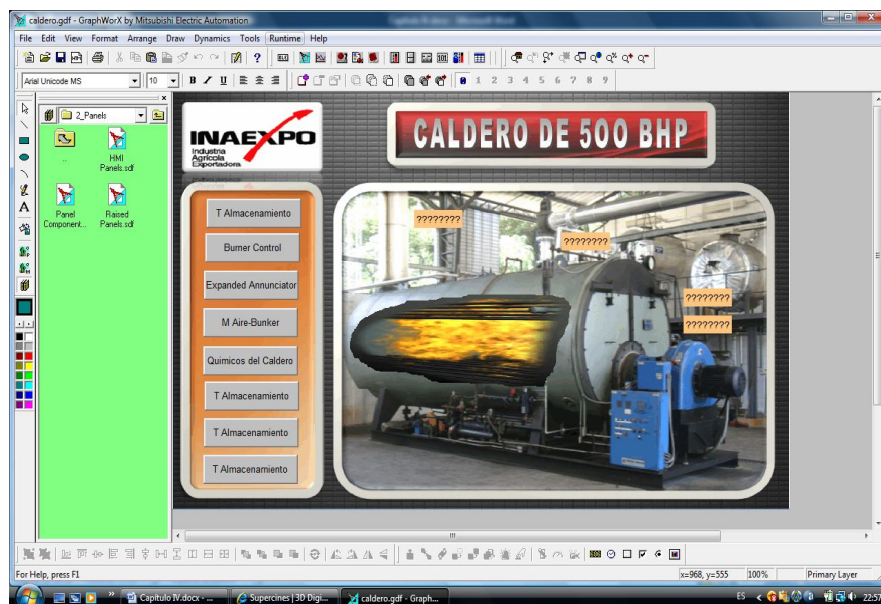 caldero.gdf - GraphWorX by Mitsubishi Electric Automation
File Edit View Format Arrange Draw Dynamics Tools Runtime Help
Arial Unicode MS 10 B I U 0 1 2 3 4 5 6 7 8 9
2_Panels
..
HMI Panels.sdf
Panel Component...
Raised Panels.sdf
INAEXPO
Industria
Agrícola
Exportadora
CALDERO DE 500 BHP
T Almacenamiento
Burner Control
Expanded Annunciator
M Aire-Bunker
Quimicos del Caldero
T Almacenamiento
T Almacenamiento
T Almacenamiento
????????
????????
????????
????????
For Help, press F1 x=968, y=555 100% Primary Layer
Capitulo IV.docx - ... Supercines | 3D Digi... caldero.gdf - Graph... ES 22:57